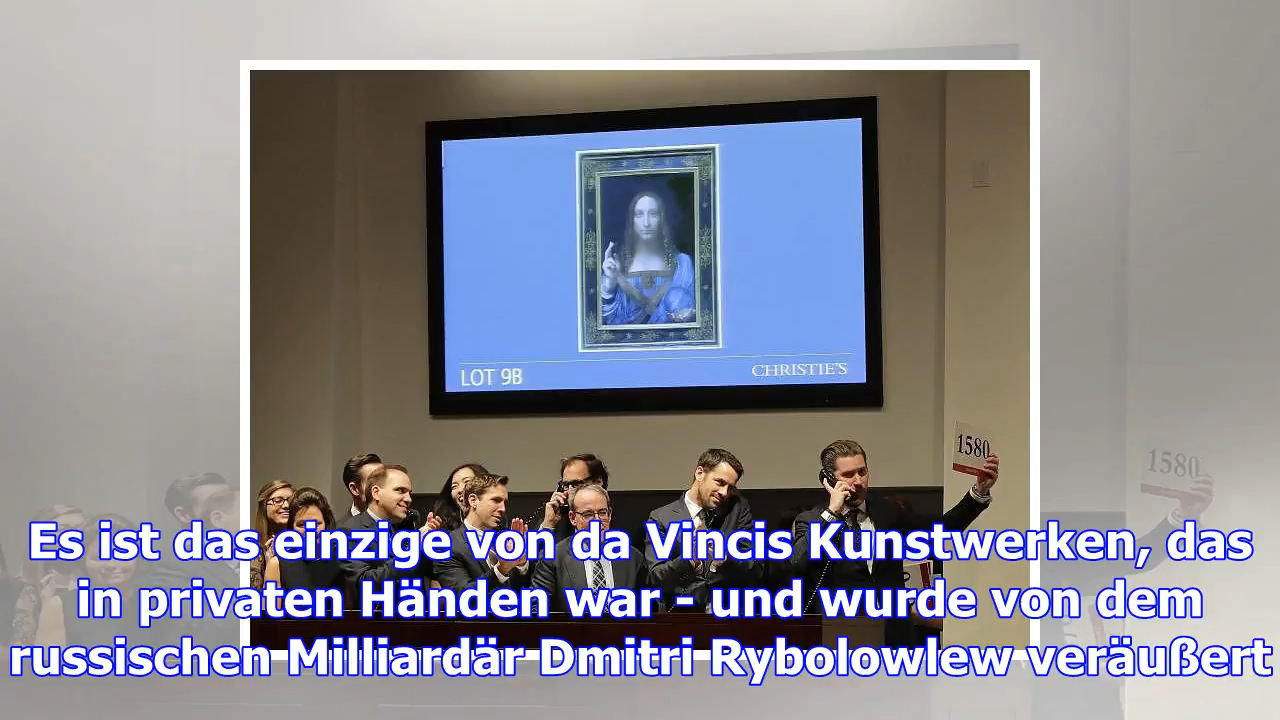 LOT 9B
CHRISTIE'S
1580
1580
Es ist das einzige von da Vincis Kunstwerken, das
in privaten Händen war - und wurde von dem
russischen Milliardär Dmitri Rybolowlew veräußert